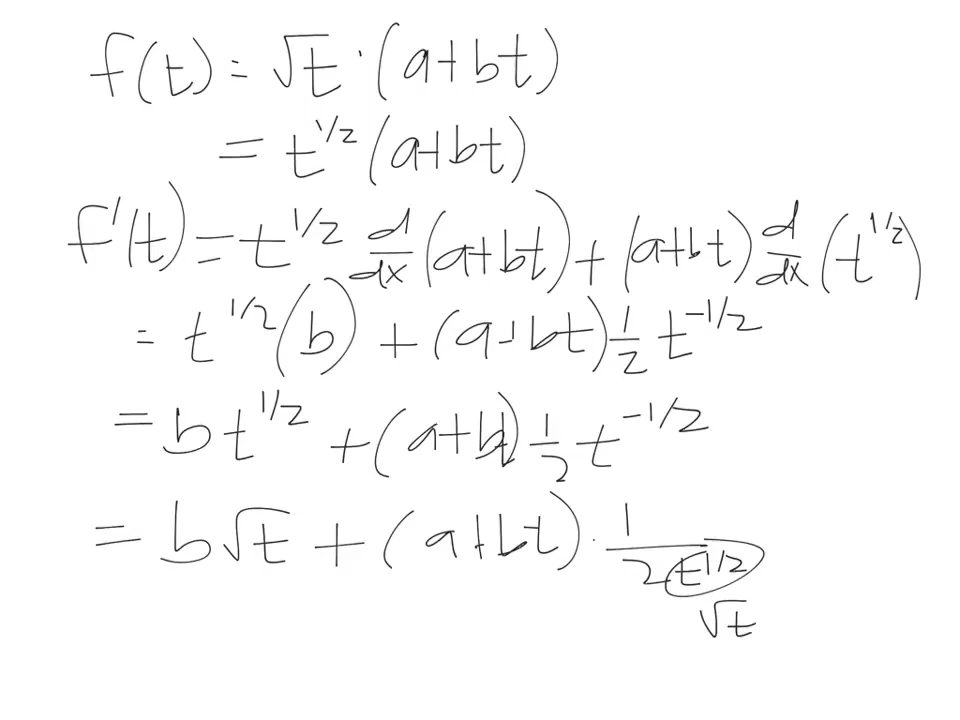 f(t) = √t · (a+bt)
= t^1/2 (a+bt)
f'(t) = t^1/2 d/dx (a+bt) + (a+bt) d/dx (t^1/2)
= t^1/2 (b) + (a+bt) 1/2 t^-1/2
= b t^1/2 + (a+bt) 1/2 t^-1/2
= b√t + (a+bt) · 1/2t^1/2
√t